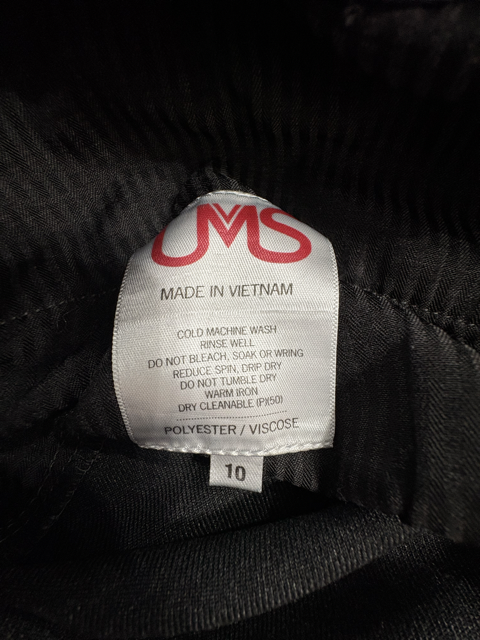 UMS
MADE IN VIETNAM
COLD MACHINE WASH
RINSE WELL
DO NOT BLEACH, SOAK OR WRING
REDUCE SPIN, DRIP DRY
DO NOT TUMBLE DRY
WARM IRON
DRY CLEANABLE (PX50)
POLYESTER / VISCOSE
10